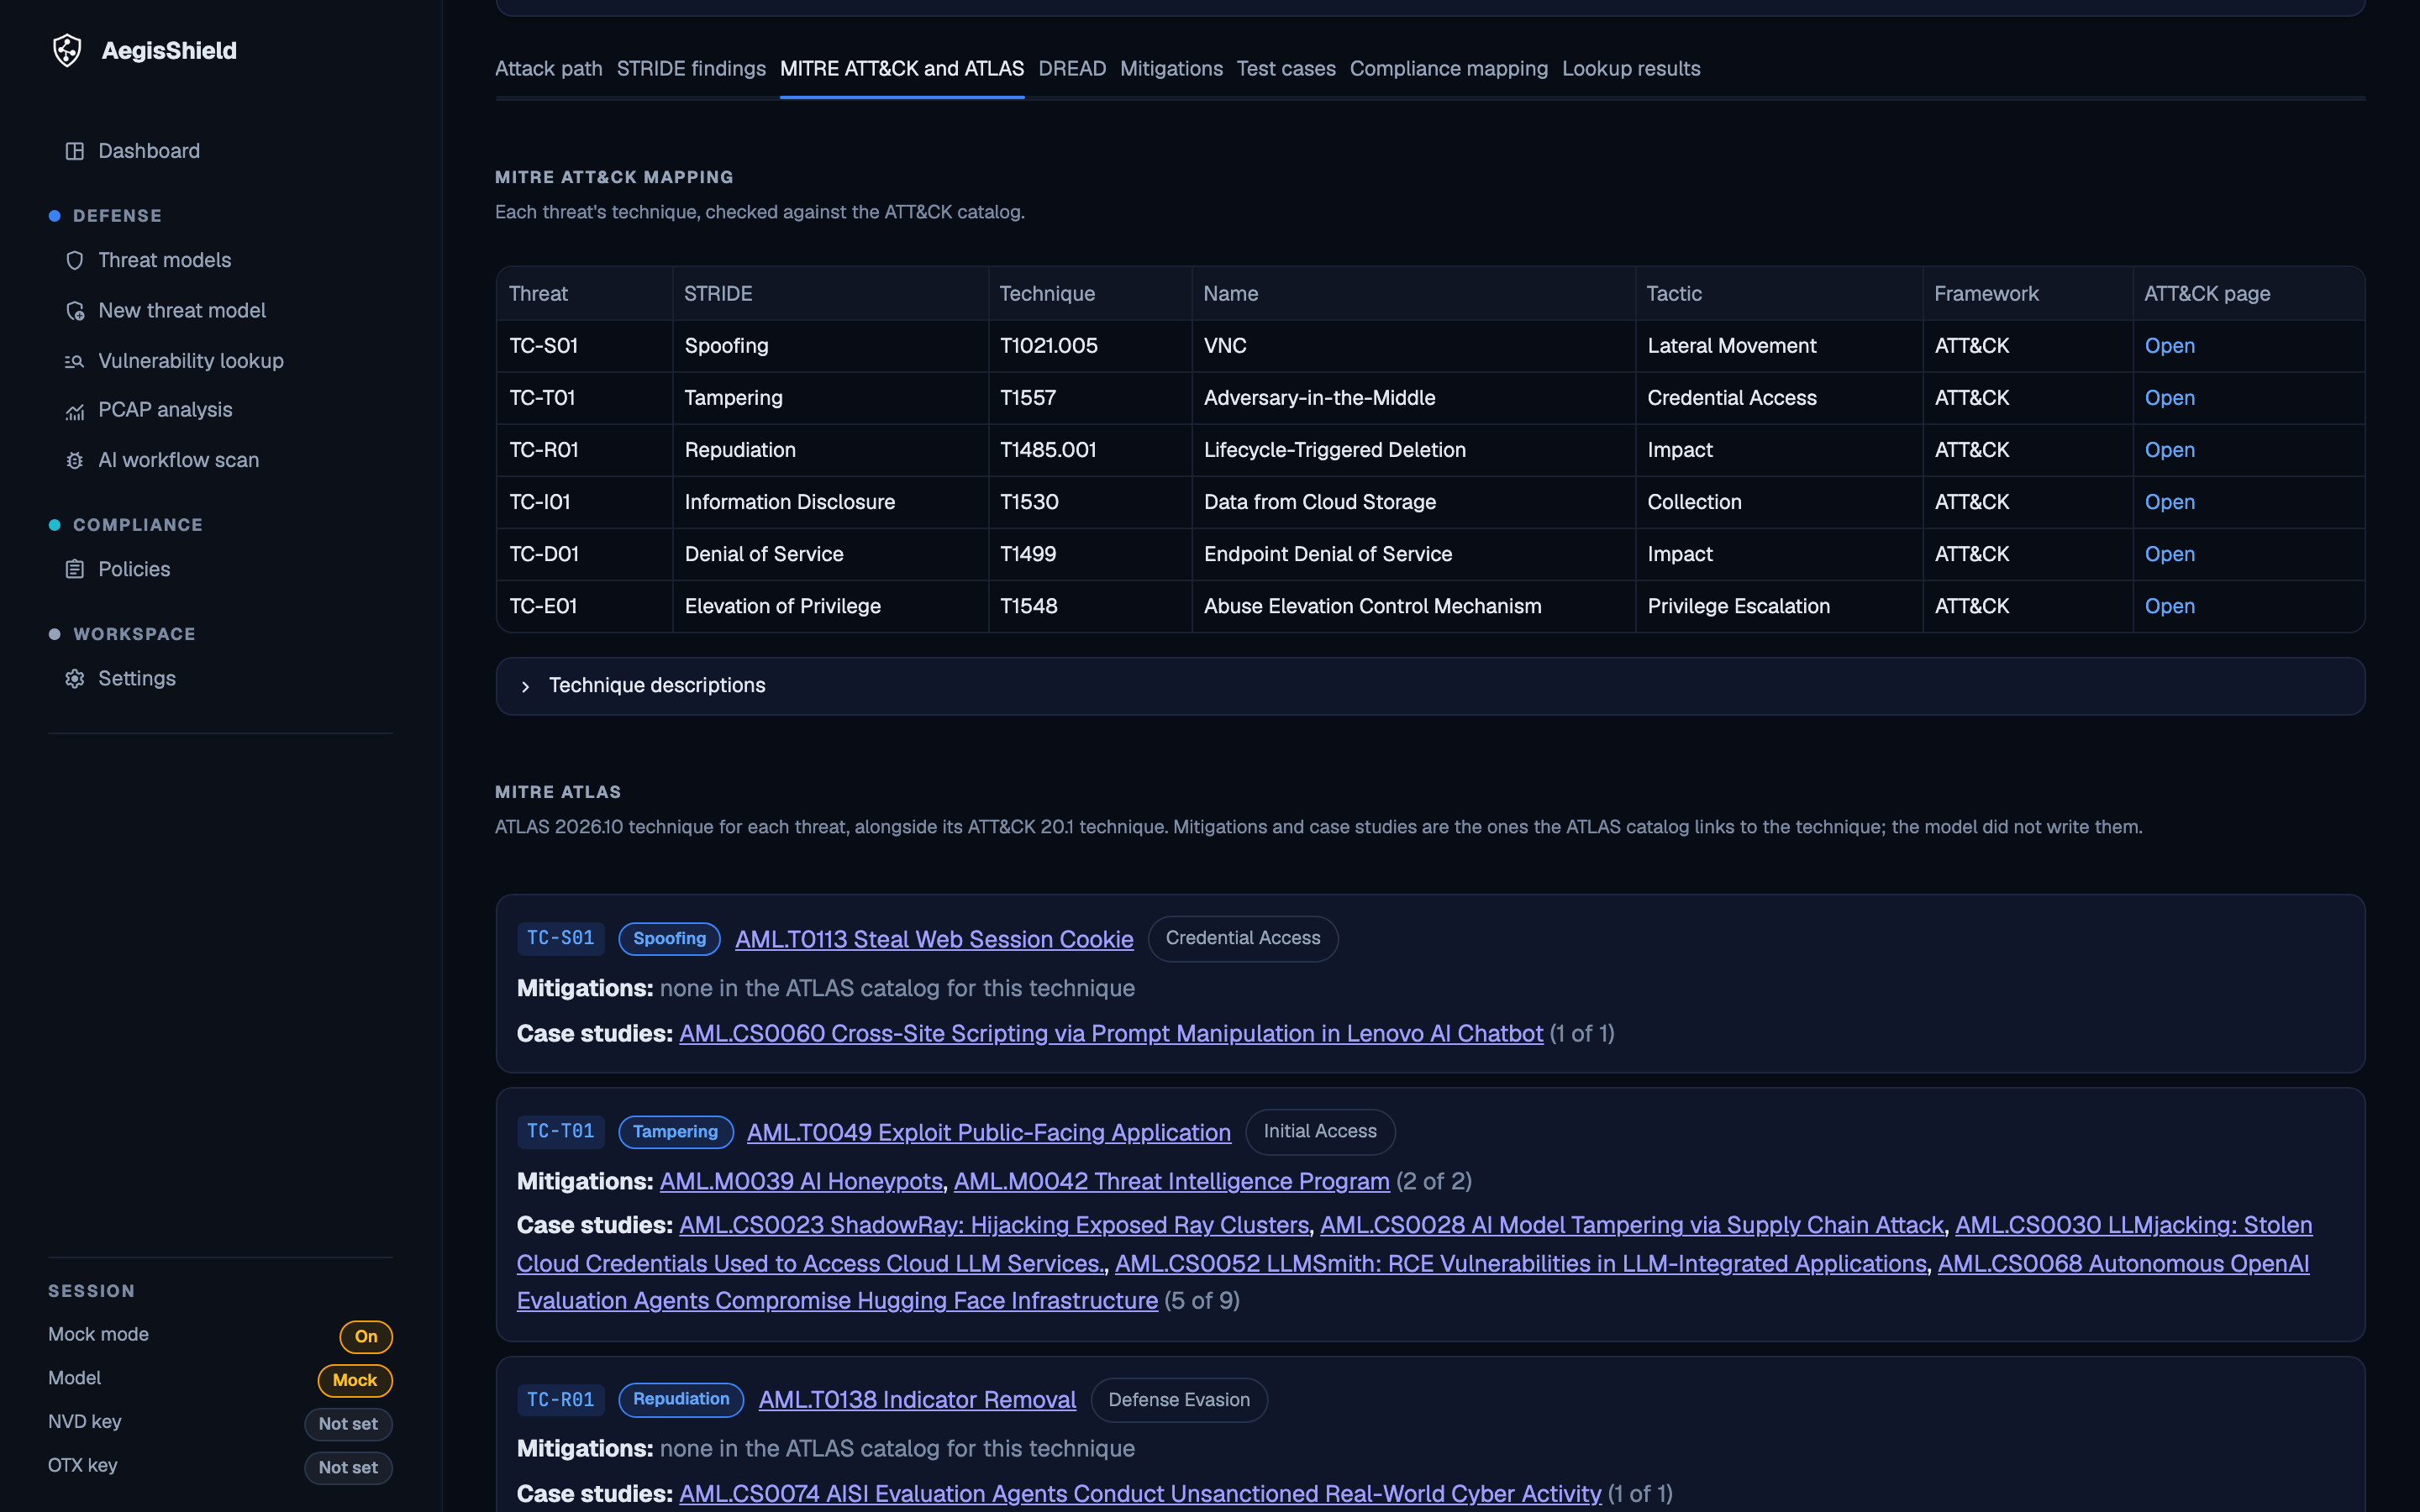 AegisShield
Dashboard
DEFENSE
Threat models
New threat model
Vulnerability lookup
PCAP analysis
AI workflow scan
COMPLIANCE
Policies
WORKSPACE
Settings
SESSION
Mock mode On
Model Mock
NVD key Not set
OTX key Not set
Attack path STRIDE findings MITRE ATT&CK and ATLAS DREAD Mitigations Test cases Compliance mapping Lookup results
MITRE ATT&CK MAPPING
Each threat's technique, checked against the ATT&CK catalog.
Threat STRIDE Technique Name Tactic Framework ATT&CK page
TC-S01 Spoofing T1021.005 VNC Lateral Movement ATT&CK Open
TC-T01 Tampering T1557 Adversary-in-the-Middle Credential Access ATT&CK Open
TC-R01 Repudiation T1485.001 Lifecycle-Triggered Deletion Impact ATT&CK Open
TC-I01 Information Disclosure T1530 Data from Cloud Storage Collection ATT&CK Open
TC-D01 Denial of Service T1499 Endpoint Denial of Service Impact ATT&CK Open
TC-E01 Elevation of Privilege T1548 Abuse Elevation Control Mechanism Privilege Escalation ATT&CK Open
Technique descriptions
MITRE ATLAS
ATLAS 2026.10 technique for each threat, alongside its ATT&CK 20.1 technique. Mitigations and case studies are the ones the ATLAS catalog links to the technique; the model did not write them.
TC-S01 Spoofing AML.T0113 Steal Web Session Cookie Credential Access
Mitigations: none in the ATLAS catalog for this technique
Case studies: AML.CS0060 Cross-Site Scripting via Prompt Manipulation in Lenovo AI Chatbot (1 of 1)
TC-T01 Tampering AML.T0049 Exploit Public-Facing Application Initial Access
Mitigations: AML.M0039 AI Honeypots, AML.M0042 Threat Intelligence Program (2 of 2)
Case studies: AML.CS0023 ShadowRay: Hijacking Exposed Ray Clusters, AML.CS0028 AI Model Tampering via Supply Chain Attack, AML.CS0030 LLMjacking: Stolen
Cloud Credentials Used to Access Cloud LLM Services., AML.CS0052 LLMSmith: RCE Vulnerabilities in LLM-Integrated Applications, AML.CS0068 Autonomous OpenAI
Evaluation Agents Compromise Hugging Face Infrastructure (5 of 9)
TC-R01 Repudiation AML.T0138 Indicator Removal Defense Evasion
Mitigations: none in the ATLAS catalog for this technique
Case studies: AML.CS0074 AISI Evaluation Agents Conduct Unsanctioned Real-World Cyber Activity (1 of 1)